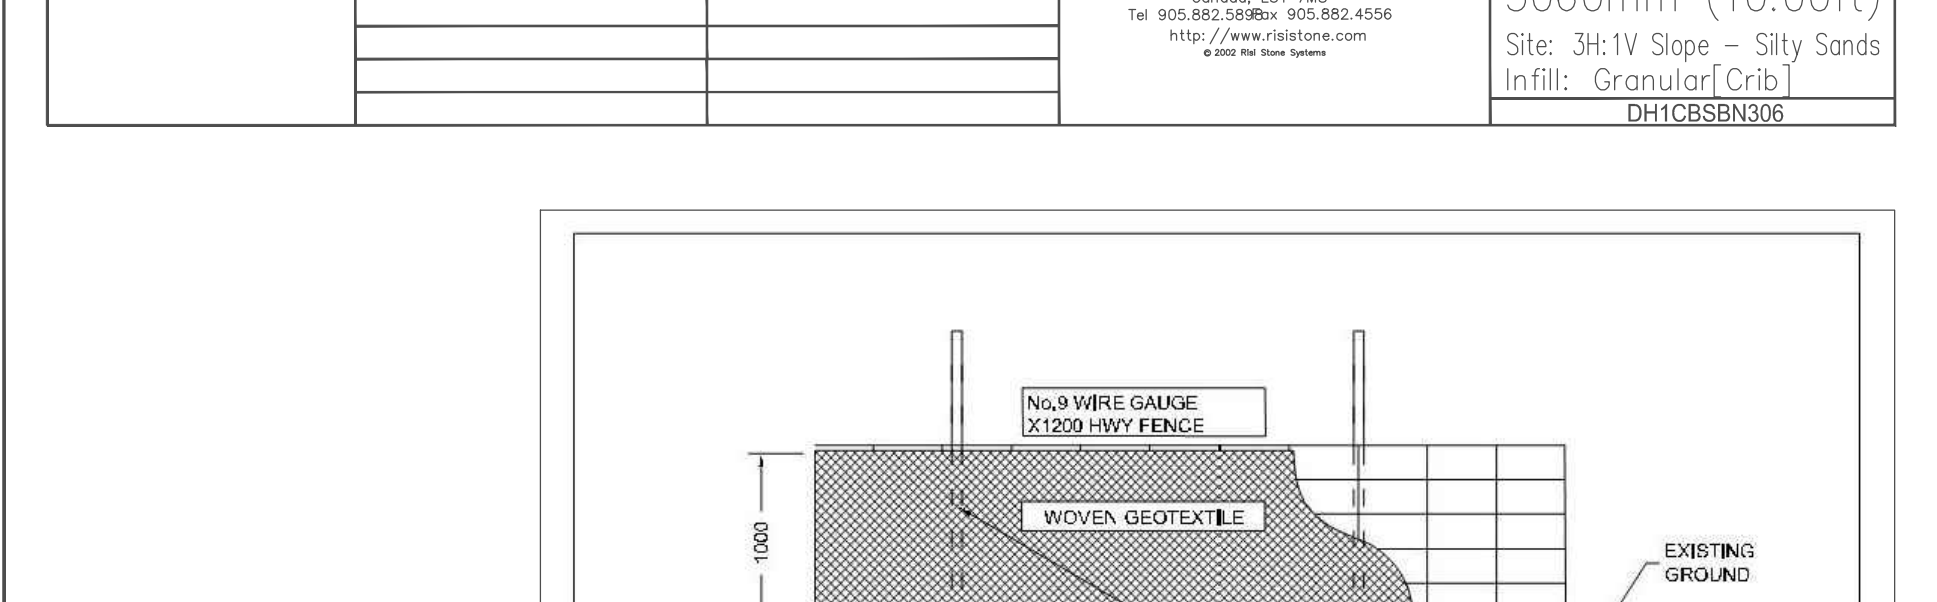 Tel 905.882.5898Fax 905.882.4556
http://www.risistone.com
© 2002 Risi Stone Systems
Site: 3H:1V Slope – Silty Sands
Infill: Granular[Crib]
DH1CBSBN306
No.9 WIRE GAUGE
X1200 HWY FENCE
WOVEN GEOTEXTILE
1000
EXISTING
GROUND